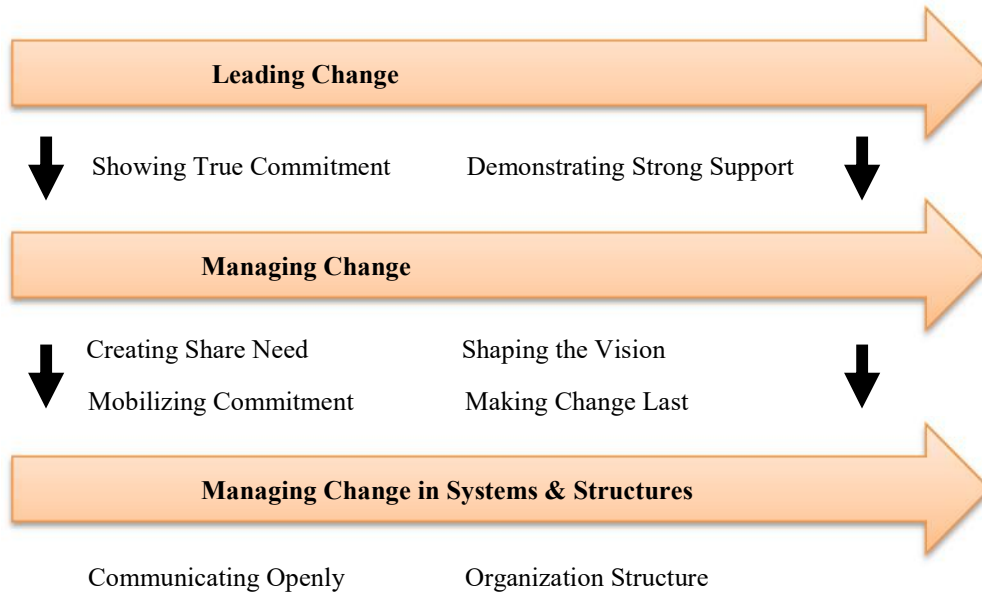 Leading Change
Showing True Commitment Demonstrating Strong Support
Managing Change
Creating Share Need Shaping the Vision
Mobilizing Commitment Making Change Last
Managing Change in Systems & Structures
Communicating Openly Organization Structure